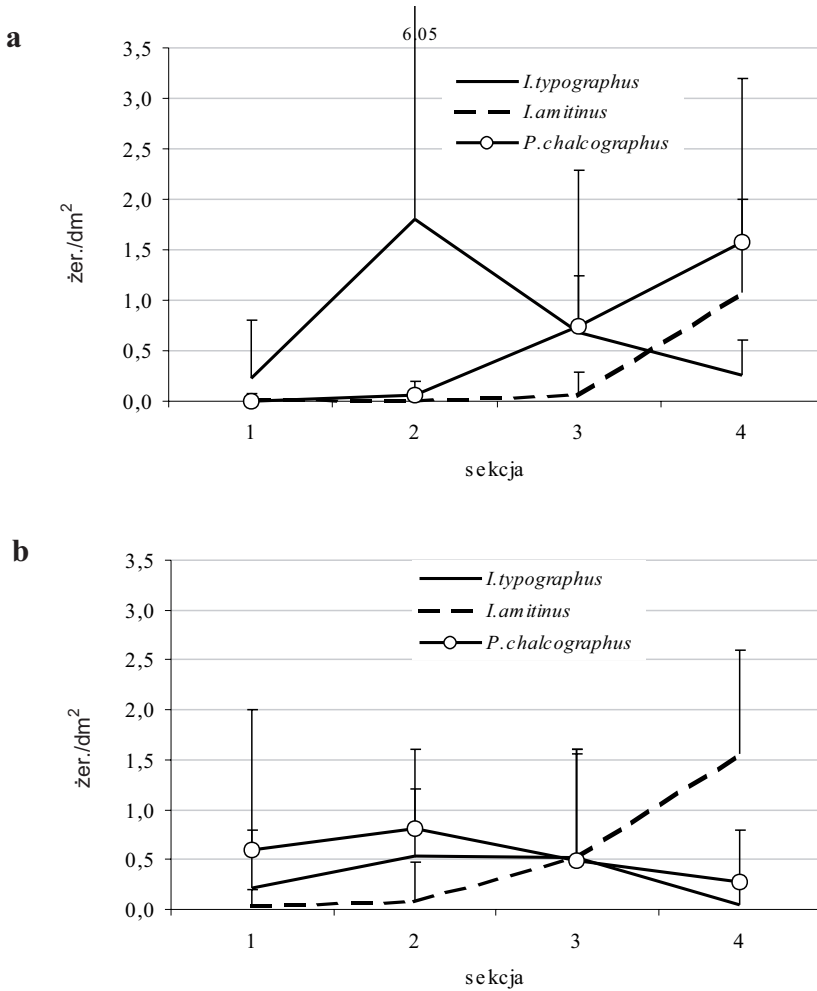 a
6.05
3,5
3,0
2,5
2,0
1,5
1,0
0,5
0,0
żer./dm²
I.typographus
I.amitinus
P.chalcographus
1 2 3 4
sekcja
b
3,5
3,0
2,5
2,0
1,5
1,0
0,5
0,0
żer./dm²
I.typographus
I.amitinus
P.chalcographus
1 2 3 4
sekcja